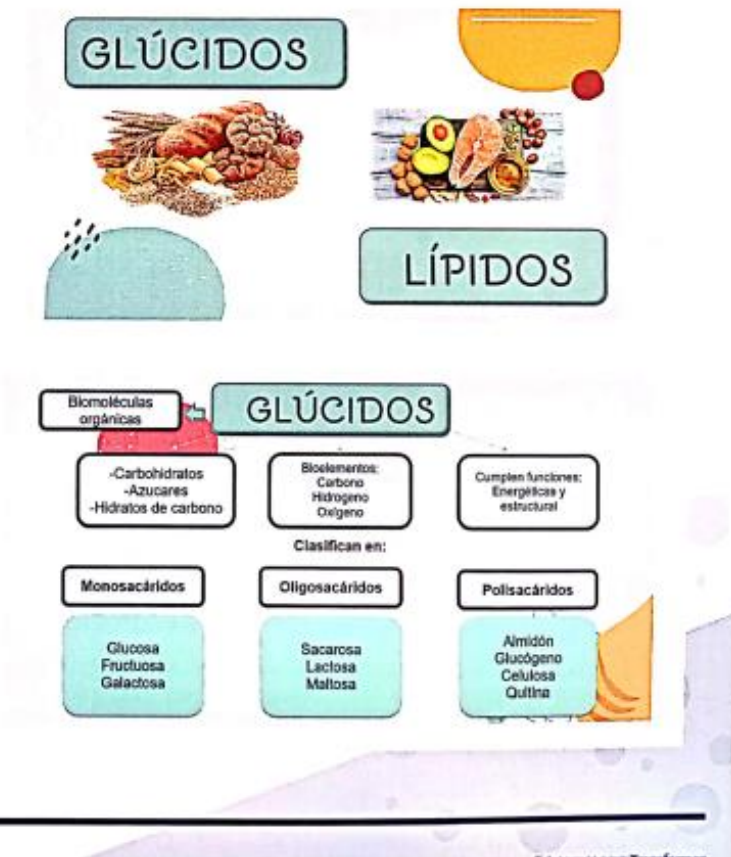 GLÚCIDOS
LÍPIDOS
Biomoléculas
orgánicas
GLÚCIDOS
-Carbohidratos
-Azucares
-Hidratos de carbono
Bioelementos:
Carbono
Hidrogeno
Oxigeno
Cumplen funciones:
Energéticas y
estructural
Clasifican en:
Monosacáridos
Oligosacáridos
Polisacáridos
Glucosa
Fructuosa
Galactosa
Sacarosa
Lactosa
Maltosa
Almidón
Glucógeno
Celulosa
Quitina